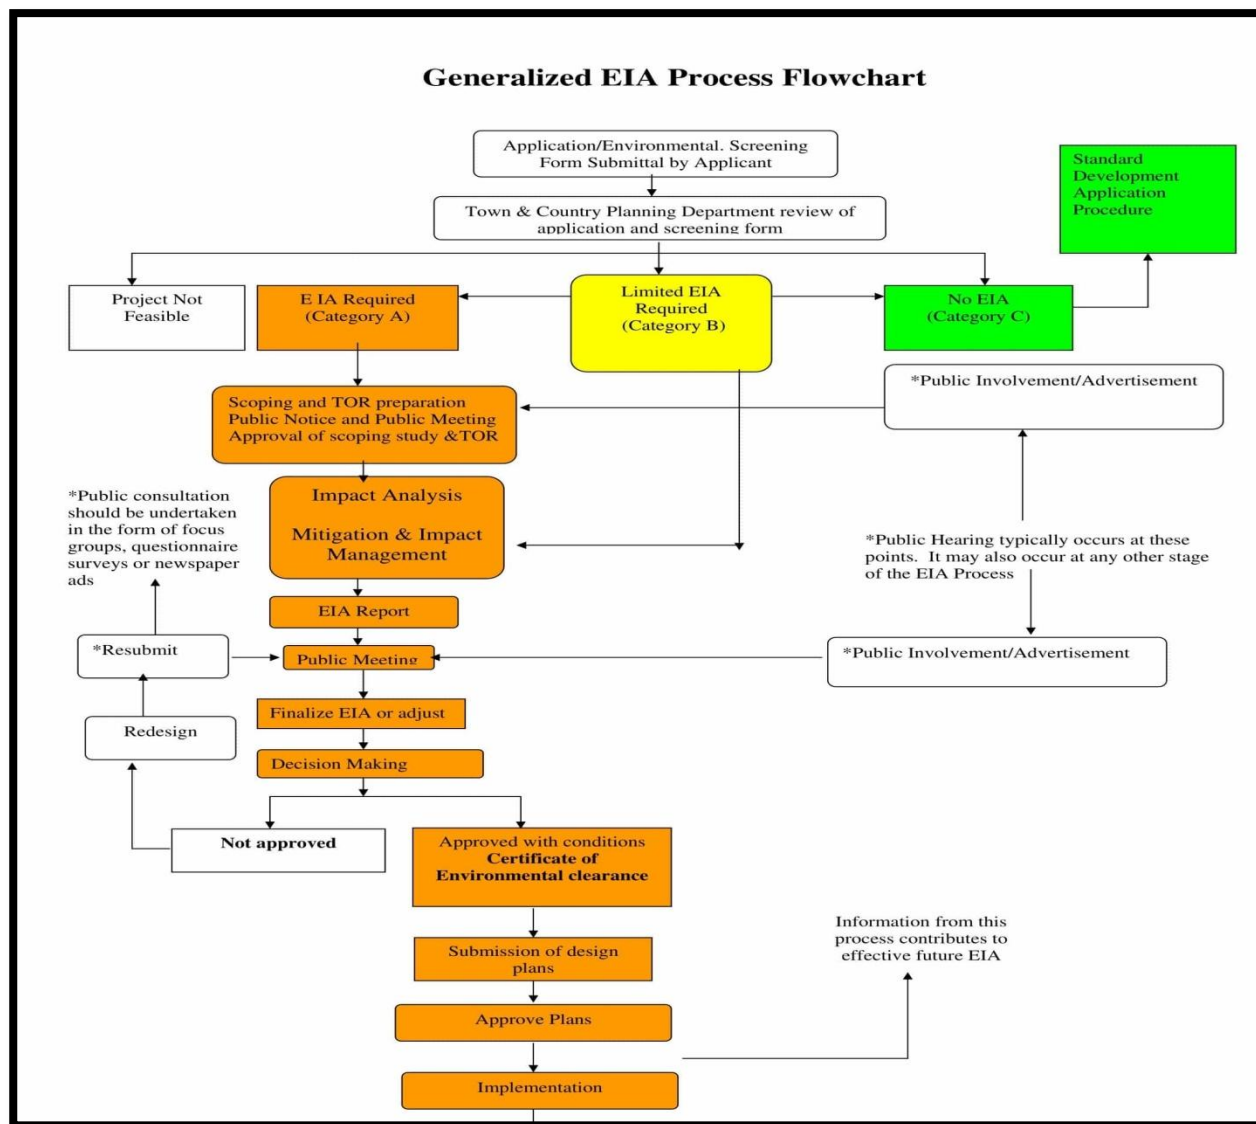 Generalized EIA Process Flowchart
Application/Environmental. Screening
Form Submittal by Applicant
Standard
Development
Application
Procedure
Town & Country Planning Department review of
application and screening form
Project Not
Feasible
E IA Required
(Category A)
Limited EIA
Required
(Category B)
No EIA
(Category C)
*Public Involvement/Advertisement
Scoping and TOR preparation
Public Notice and Public Meeting
Approval of scoping study &TOR
Impact Analysis
Mitigation & Impact
Management
*Public consultation
should be undertaken
in the form of focus
groups, questionnaire
surveys or newspaper
ads
*Public Hearing typically occurs at these
points. It may also occur at any other stage
of the EIA Process
EIA Report
*Resubmit
Public Meeting
*Public Involvement/Advertisement
Finalize EIA or adjust
Redesign
Decision Making
Not approved
Approved with conditions
Certificate of
Environmental clearance
Information from this
process contributes to
effective future EIA
Submission of design
plans
Approve Plans
Implementation